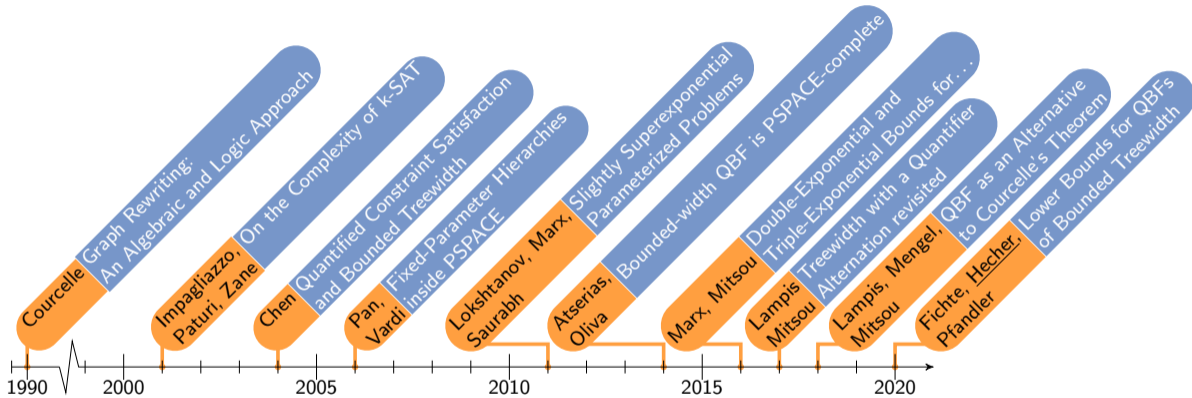 Courcelle
Graph Rewriting:
An Algebraic and Logic Approach
Impagliazzo,
Paturi, Zane
On the Complexity of k-SAT
Chen
Quantified Constraint Satisfaction
and Bounded Treewidth
Pan,
Vardi
Fixed-Parameter Hierarchies
inside PSPACE
Lokshtanov, Marx,
Saurabh
Slightly Superexponential
Parameterized Problems
Atserias,
Oliva
Bounded-width QBF is PSPACE-complete
Marx, Mitsou
Double-Exponential and
Triple-Exponential Bounds for...
Lampis
Mitsou
Treewidth with a Quantifier
Alternation revisited
Lampis, Mengel,
Mitsou
QBF as an Alternative
to Courcelle's Theorem
Fichte, Hecher,
Pfandler
Lower Bounds for QBFs
of Bounded Treewidth
1990 2000 2005 2010 2015 2020